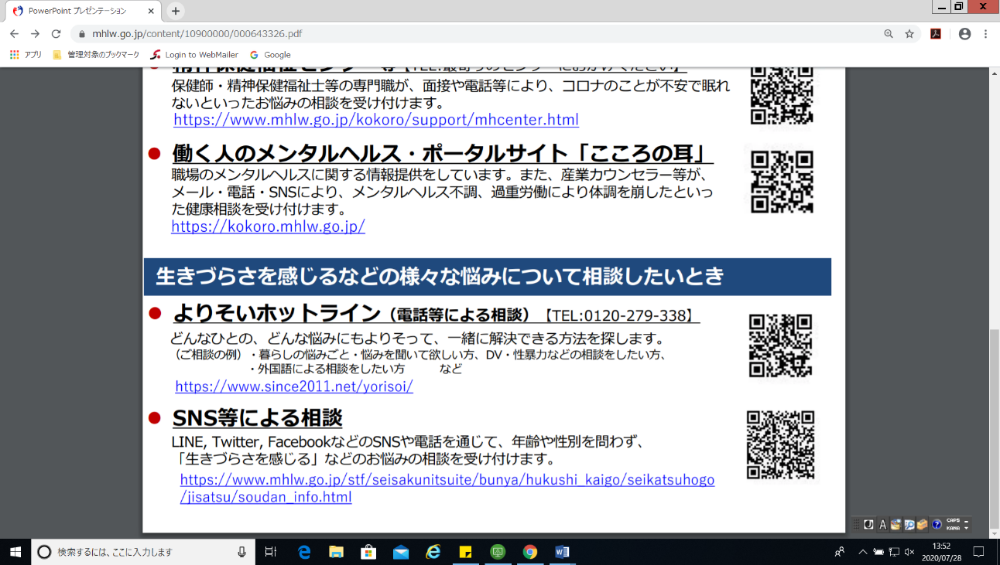 PowerPoint プレゼンテーション
mhlw.go.jp/content/10900000/000643326.pdf
アプリ 管理対象のブックマーク Login to WebMailer Google
精神保健福祉センター等【TEL:最寄りのセンターにおかけください】
保健師・精神保健福祉士等の専門職が、面接や電話等により、コロナのことが不安で眠れ
ないといったお悩みの相談を受け付けます。
https://www.mhlw.go.jp/kokoro/support/mhcenter.html
働く人のメンタルヘルス・ポータルサイト「こころの耳」
職場のメンタルヘルスに関する情報提供をしています。また、産業カウンセラー等が、
メール・電話・SNSにより、メンタルヘルス不調、過重労働により体調を崩したといっ
た健康相談を受け付けます。
https://kokoro.mhlw.go.jp/
生きづらさを感じるなどの様々な悩みについて相談したいとき
よりそいホットライン（電話等による相談）【TEL:0120-279-338】
どんなひとの、どんな悩みにもよりそって、一緒に解決できる方法を探します。
（ご相談の例）・暮らしの悩みごと・悩みを聞いて欲しい方、DV・性暴力などの相談をしたい方、
・外国語による相談をしたい方 など
https://www.since2011.net/yorisoi/
SNS等による相談
LINE, Twitter, FacebookなどのSNSや電話を通じて、年齢や性別を問わず、
「生きづらさを感じる」などのお悩みの相談を受け付けます。
https://www.mhlw.go.jp/stf/seisakunitsuite/bunya/hukushi_kaigo/seikatsuhogo
/jisatsu/soudan_info.html
A CAPS
KANA
検索するには、ここに入力します
13:52
2020/07/28